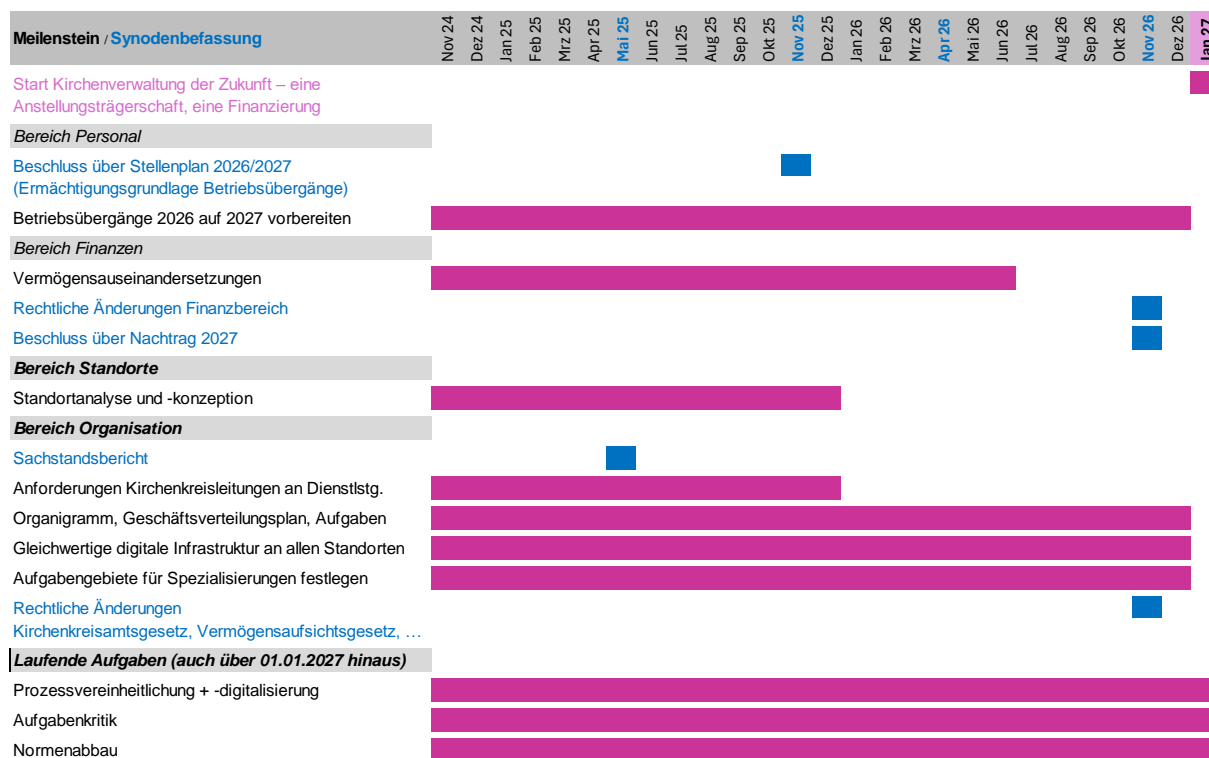 Meilenstein / Synodenbefassung
Nov 24
Dez 24
Jan 25
Feb 25
Mrz 25
Apr 25
Mai 25
Jun 25
Jul 25
Aug 25
Sep 25
Okt 25
Nov 25
Dez 25
Jan 26
Feb 26
Mrz 26
Apr 26
Mai 26
Jun 26
Jul 26
Aug 26
Sep 26
Okt 26
Nov 26
Dez 26
Jan 27
Start Kirchenverwaltung der Zukunft – eine
Anstellungsträgerschaft, eine Finanzierung
Bereich Personal
Beschluss über Stellenplan 2026/2027
(Ermächtigungsgrundlage Betriebsübergänge)
Betriebsübergänge 2026 auf 2027 vorbereiten
Bereich Finanzen
Vermögensauseinandersetzungen
Rechtliche Änderungen Finanzbereich
Beschluss über Nachtrag 2027
Bereich Standorte
Standortanalyse und -konzeption
Bereich Organisation
Sachstandsbericht
Anforderungen Kirchenkreisleitungen an Dienstlstg.
Organigramm, Geschäftsverteilungsplan, Aufgaben
Gleichwertige digitale Infrastruktur an allen Standorten
Aufgabengebiete für Spezialisierungen festlegen
Rechtliche Änderungen
Kirchenkreisamtsgesetz, Vermögensaufsichtsgesetz, …
Laufende Aufgaben (auch über 01.01.2027 hinaus)
Prozessvereinheitlichung + -digitalisierung
Aufgabenkritik
Normenabbau